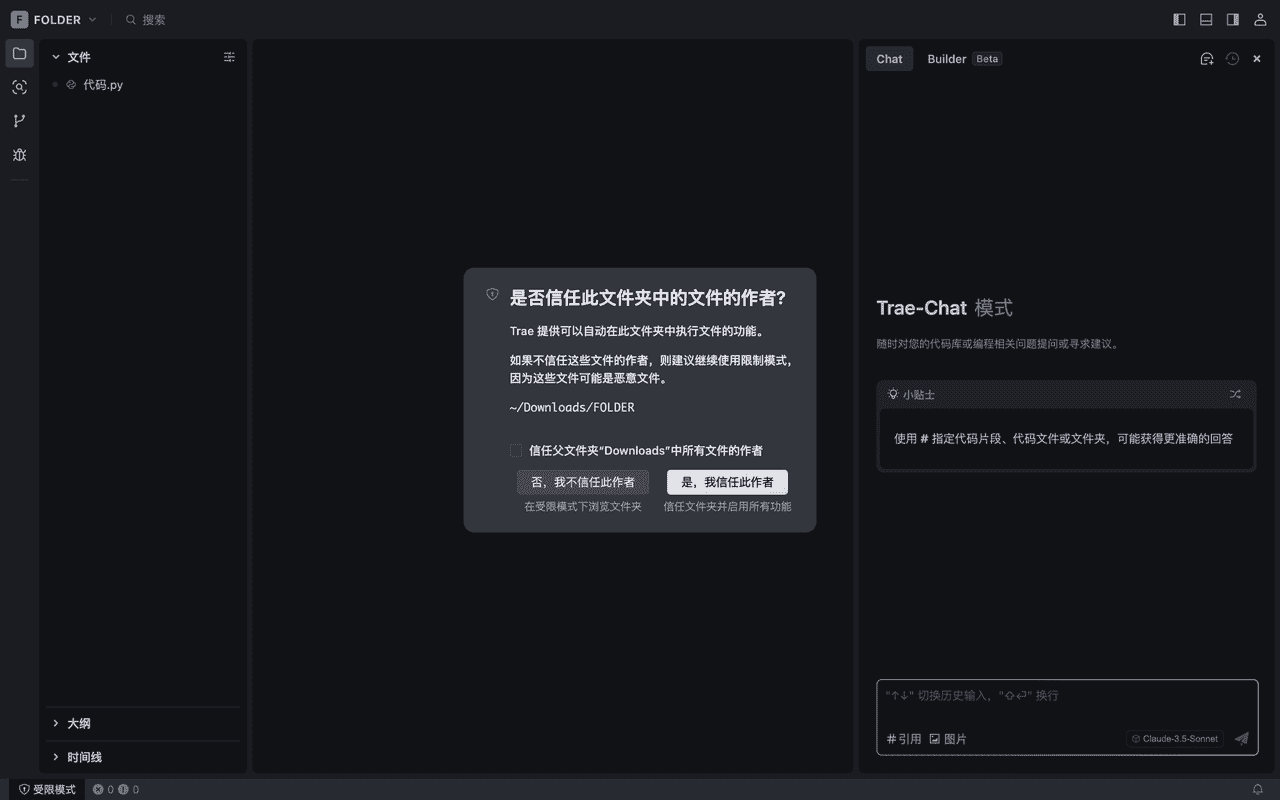 F FOLDER 搜索
文件
代码.py
大纲
时间线
是否信任此文件夹中的文件的作者?
Trae 提供可以自动在此文件夹中执行文件的功能。
如果不信任这些文件的作者，则建议继续使用限制模式，
因为这些文件可能是恶意文件。
~/Downloads/FOLDER
信任父文件夹“Downloads”中所有文件的作者
否，我不信任此作者 是，我信任此作者
在受限模式下浏览文件夹 信任文件夹并启用所有功能
Chat Builder Beta
Trae-Chat 模式
随时对您的代码库或编程相关问题提问或寻求建议。
小贴士
使用 # 指定代码片段、代码文件或文件夹，可能获得更准确的回答
"↑↓" 切换历史输入，"⇧⏎" 换行
#引用 图片 Claude-3.5-Sonnet
受限模式 0 0